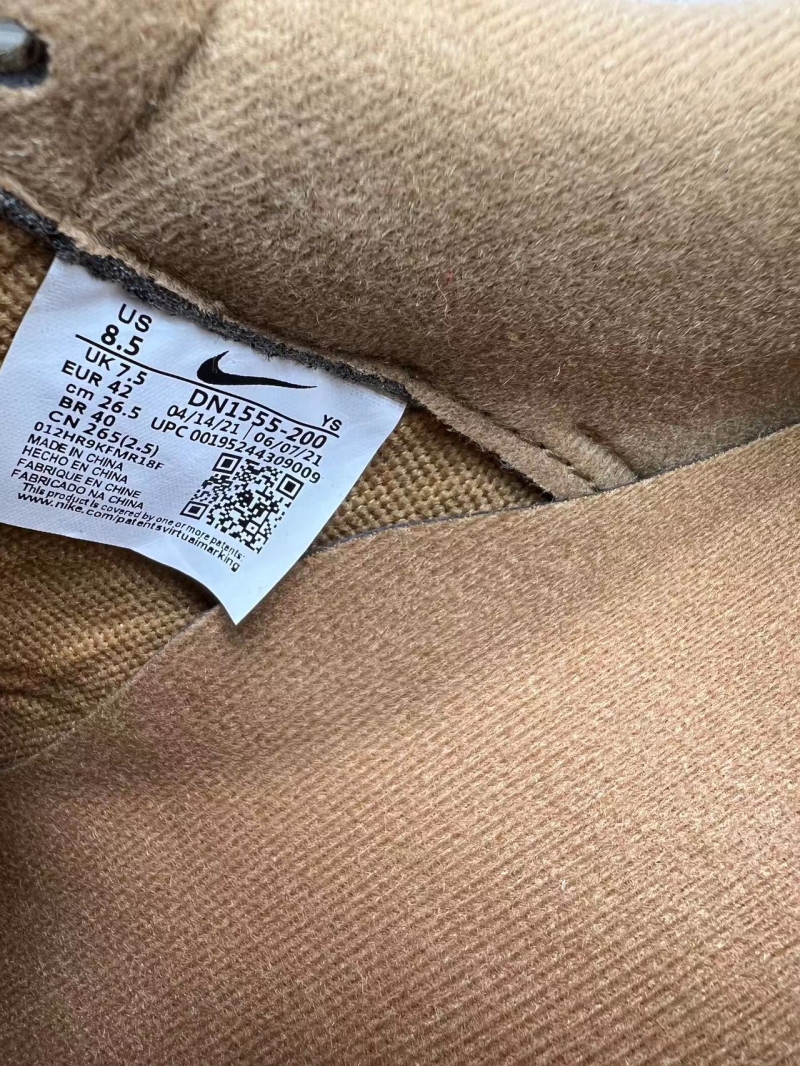 US
8.5
UK 7.5
EUR 42
cm 26.5
BR 40
CN 265(2.5)
012HR9KFMR18F
MADE IN CHINA
HECHO EN CHINA
FABRIQUE EN CHINE
FABRICADO NA CHINA
This product is covered by one or more patents:
www.nike.com/patentsvirtualmarking
YS
DN1555-200
04/14/21 | 06/07/21
UPC 00195244309009